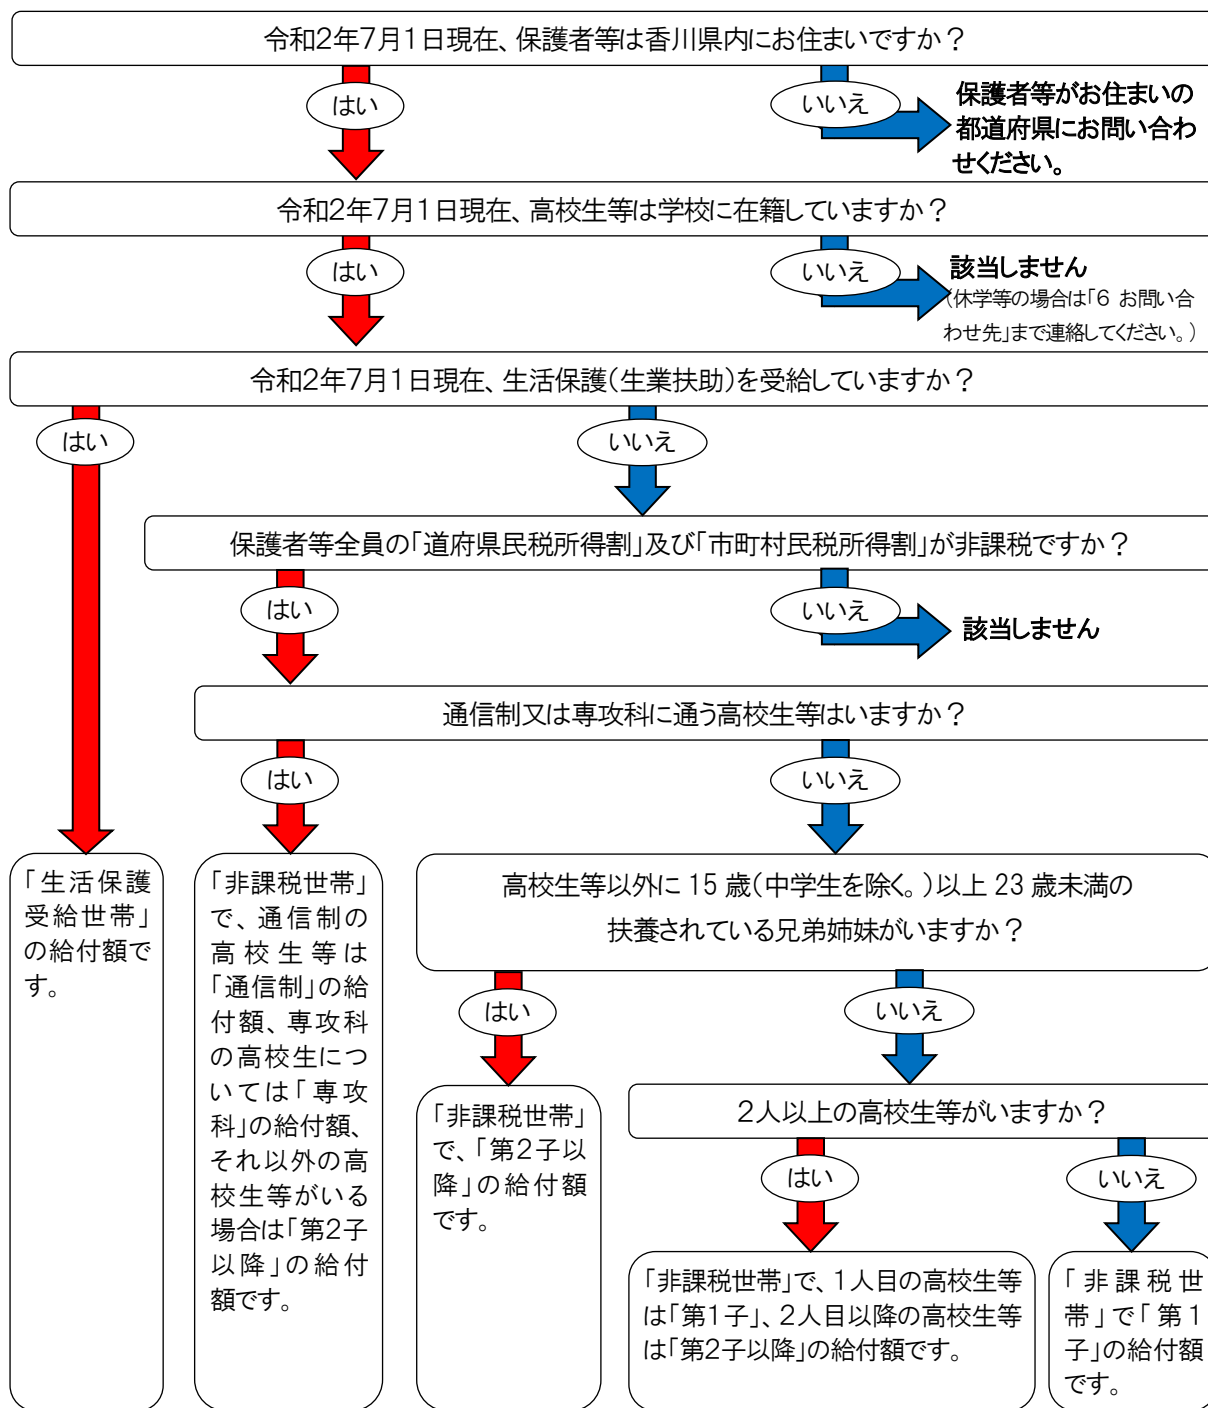 令和2年7月1日現在、保護者等は香川県内にお住まいですか？
はい
いいえ
保護者等がお住まいの
都道府県にお問い合わ
せください。
令和2年7月1日現在、高校生等は学校に在籍していますか？
はい
いいえ
該当しません
（休学等の場合は「6 お問い合
わせ先」まで連絡してください。）
令和2年7月1日現在、生活保護（生業扶助）を受給していますか？
はい
いいえ
保護者等全員の「道府県民税所得割」及び「市町村民税所得割」が非課税ですか？
はい
いいえ
該当しません
通信制又は専攻科に通う高校生等はいますか？
はい
いいえ
「生活保護
受給世帯」
の給付額で
す。
「非課税世帯」
で、通信制の
高校生等は
「通信制」の給
付額、専攻科
の高校生につ
いては「専攻
科」の給付額、
それ以外の高
校生等がいる
場合は「第2子
以降」の給付
額です。
高校生等以外に 15 歳（中学生を除く。）以上 23 歳未満の
扶養されている兄弟姉妹がいますか？
はい
いいえ
「非課税世帯」
で、「第2子以
降」の給付額
です。
2人以上の高校生等がいますか？
はい
いいえ
「非課税世帯」で、1人目の高校生等
は「第1子」、2人目以降の高校生等
は「第2子以降」の給付額です。
「非課税世
帯」で「第1
子」の給付額
です。